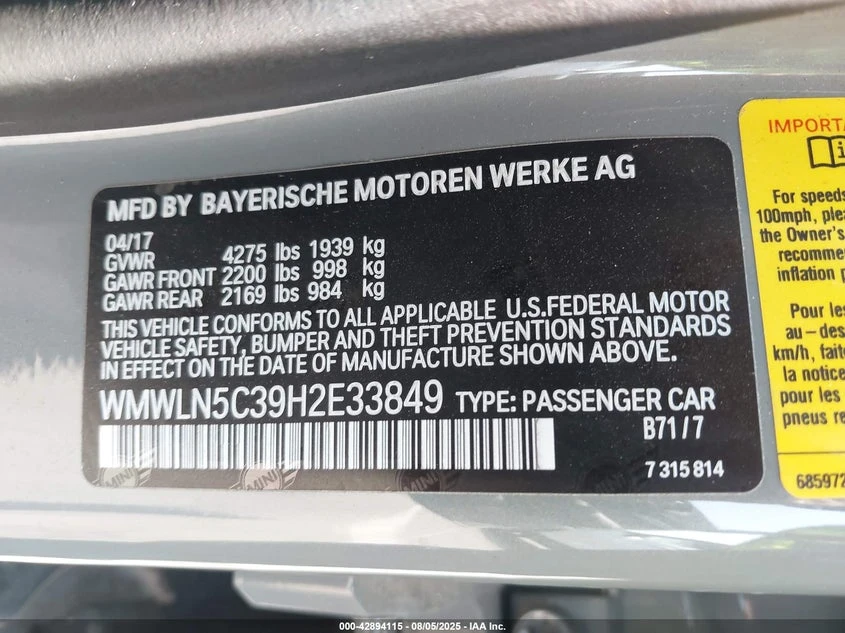 MFD BY BAYERISCHE MOTOREN WERKE AG
04/17
GVWR 4275 lbs 1939 kg
GAWR FRONT 2200 lbs 998 kg
GAWR REAR 2169 lbs 984 kg
THIS VEHICLE CONFORMS TO ALL APPLICABLE U.S.FEDERAL MOTOR
VEHICLE SAFETY, BUMPER AND THEFT PREVENTION STANDARDS
IN EFFECT ON THE DATE OF MANUFACTURE SHOWN ABOVE.
WMWLN5C39H2E33849 TYPE: PASSENGER CAR
B71/7
7 315 814
MINI MINI MINI
IMPORTA
For speeds
100mph, plea
the Owner's
recomme
inflation p
Pour les
au-des
km/h, faite
la notice
pour les
pneus re
685972
000-42894115 - 08/05/2025 - IAA Inc.